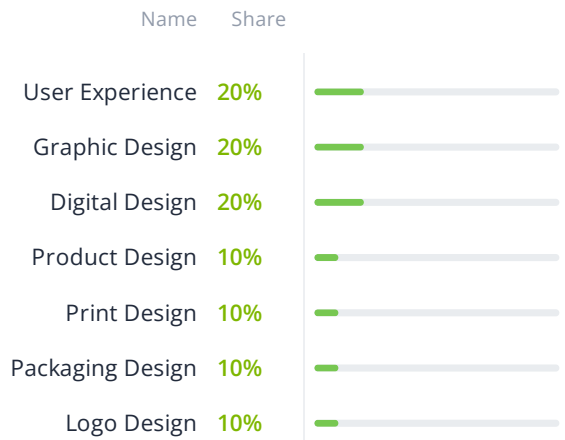 Name Share
User Experience 20%
Graphic Design 20%
Digital Design 20%
Product Design 10%
Print Design 10%
Packaging Design 10%
Logo Design 10%